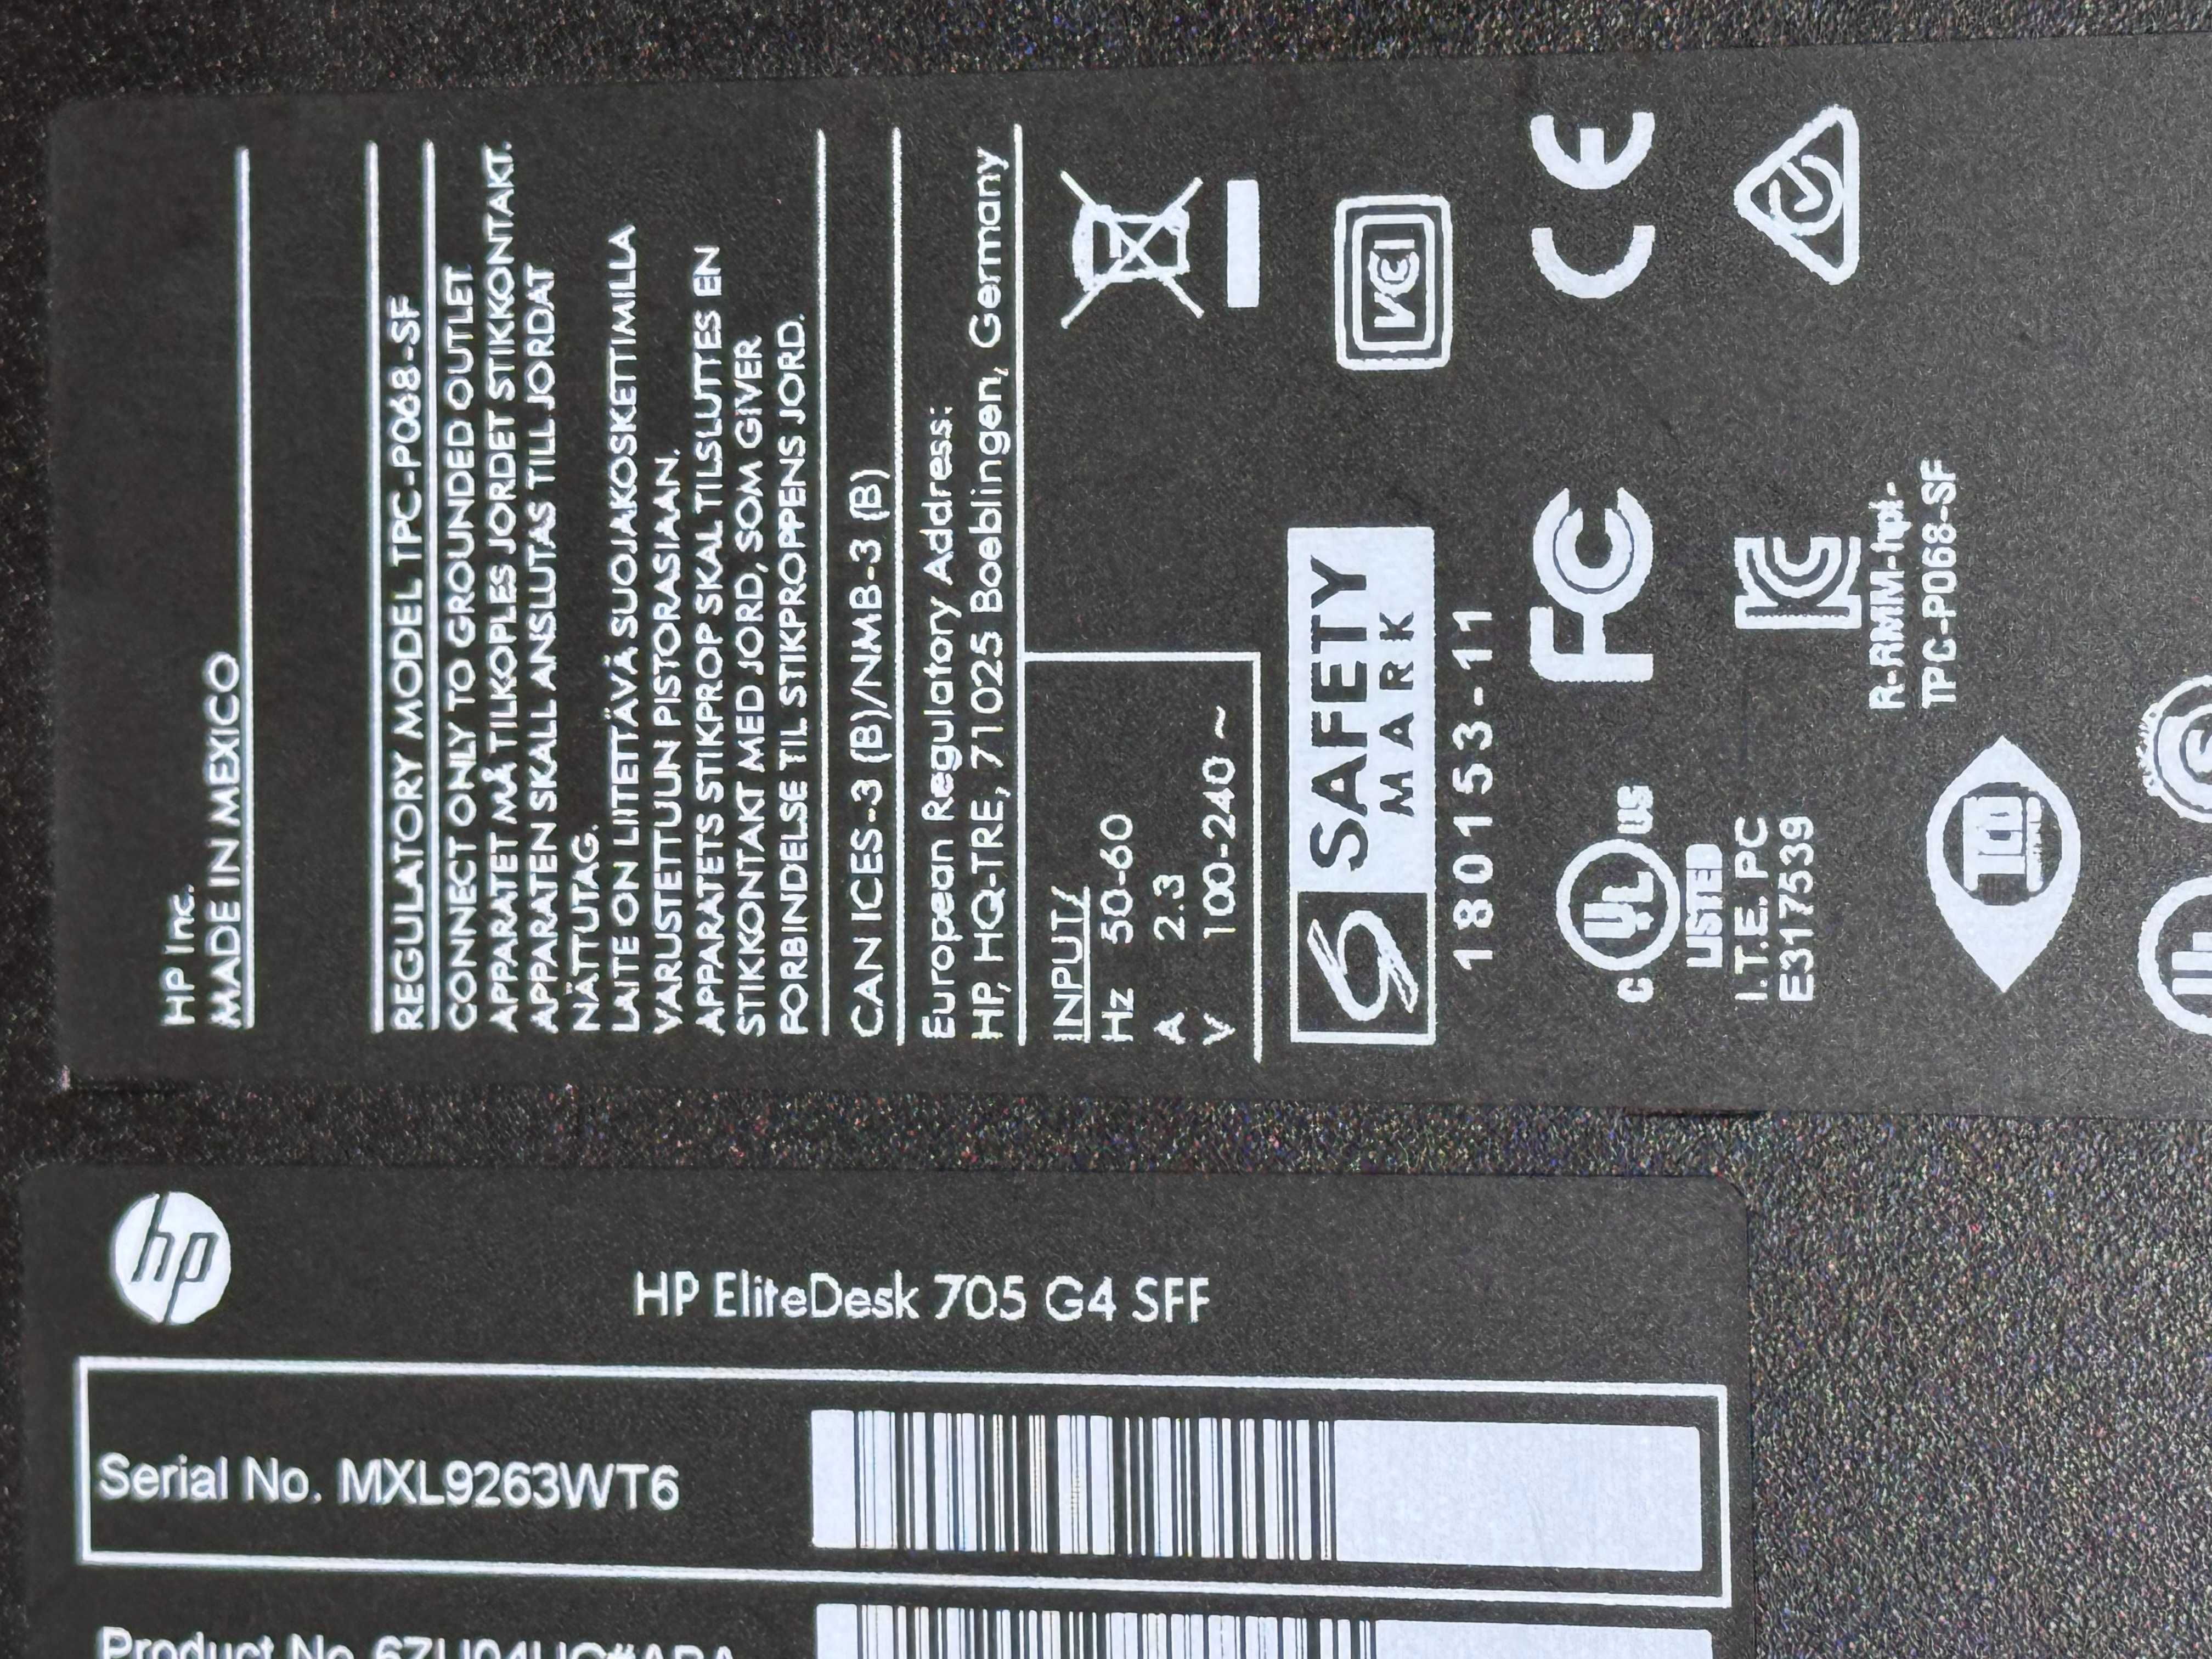 HP Inc.
MADE IN MEXICO
REGULATORY MODEL TPC-P068-SF
CONNECT ONLY TO GROUNDED OUTLET
APPARATET MÅ TILKOPLES JORDET STIKKONTAKT.
APPARATEN SKALL ANSLUTAS TILL JORDAT
NÄTTUTAG.
LAITE ON LIITETTÄVÄ SUOJAKOSKETTIMILLA
VARUSTETTUUN PISTORASIAAN.
APPARATETS STIKPROP SKAL TILSLUTTES EN
STIKKONTAKT MED JORD, SOM GIVER
FORBINDELSE TIL STIKPROPPENS JORD.
CAN ICES-3 (B)/NMB-3 (B)
European Regulatory Address:
HP, HQ-TRE, 71025 Boeblingen, Germany
INPUT/
Hz 50-60
A 2.3
V 100-240 ~
SAFETY
MARK
180153-11
VCI
c UL US
LISTED
I.T.E. PC
E317539
FC
CE
KC
R-RMM-hpi-
TPC-P068-SF
TCO
hp
HP EliteDesk 705 G4 SFF
Serial No. MXL9263WT6
Product No